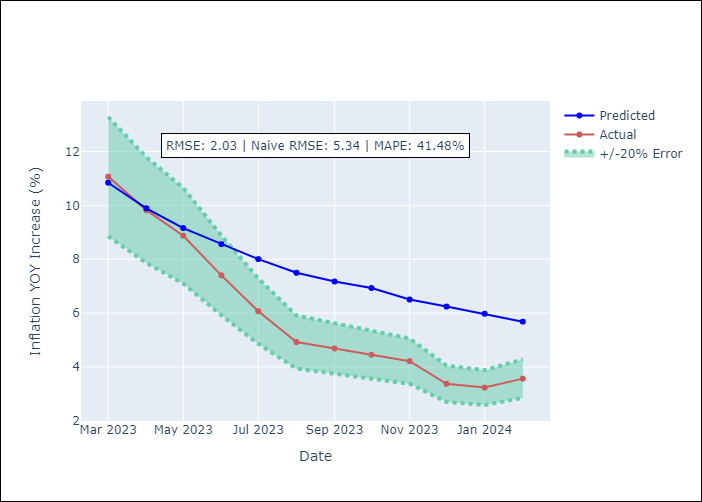 RMSE: 2.03 | Naive RMSE: 5.34 | MAPE: 41.48%
Predicted
Actual
+/-20% Error
Inflation YOY Increase (%)
12
10
8
6
4
2
Mar 2023 May 2023 Jul 2023 Sep 2023 Nov 2023 Jan 2024
Date